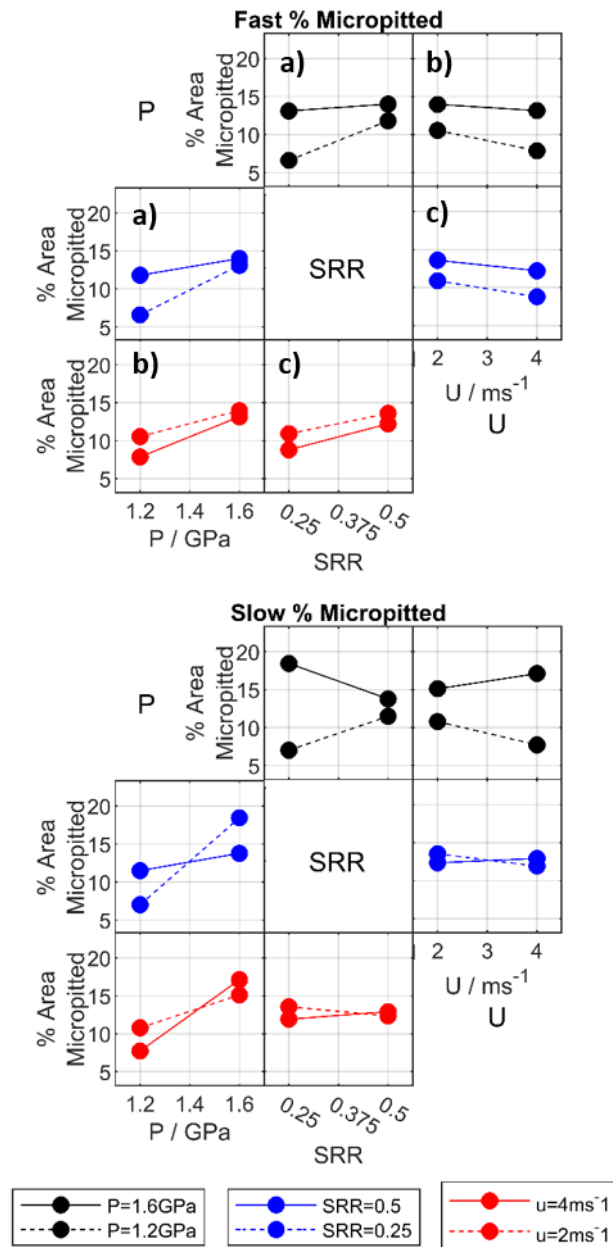 Fast % Micropitted
P
% Area
Micropitted
20
15
10
5
a)
b)
% Area
Micropitted
20
15
10
5
a)
SRR
c)
2 3 4
U / ms⁻¹
U
% Area
Micropitted
20
15
10
5
b)
c)
1.2 1.4 1.6
P / GPa
0.25 0.375 0.5
SRR
Slow % Micropitted
P
% Area
Micropitted
20
15
10
5
% Area
Micropitted
20
15
10
5
SRR
2 3 4
U / ms⁻¹
U
% Area
Micropitted
20
15
10
5
1.2 1.4 1.6
P / GPa
0.25 0.375 0.5
SRR
P=1.6GPa
P=1.2GPa
SRR=0.5
SRR=0.25
u=4ms⁻1
u=2ms⁻1